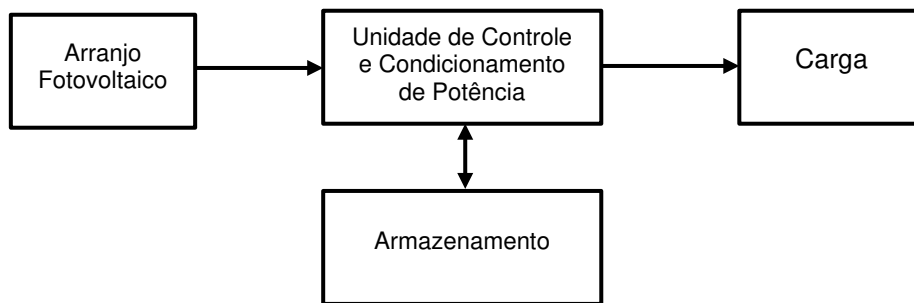 Arranjo
Fotovoltaico
Unidade de Controle
e Condicionamento
de Potência
Carga
Armazenamento